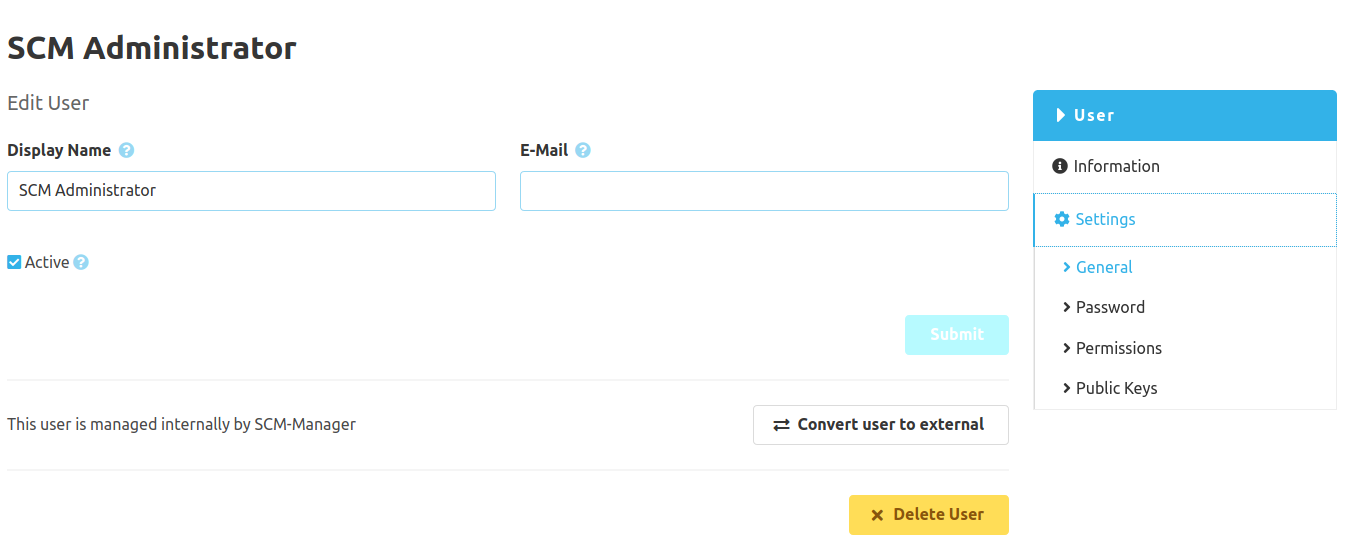 SCM Administrator
Edit User
Display Name
E-Mail
SCM Administrator
Active
Submit
This user is managed internally by SCM-Manager
Convert user to external
Delete User
User
Information
Settings
General
Password
Permissions
Public Keys